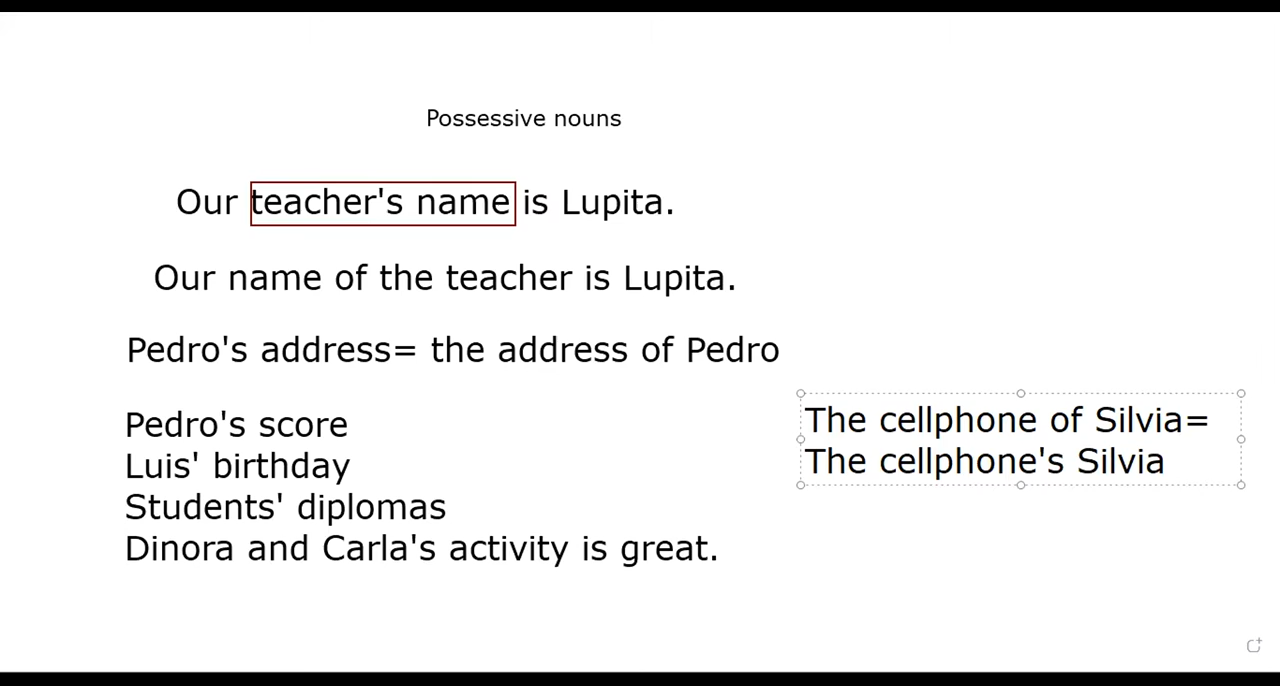 Possessive nouns
Our teacher's name is Lupita.
Our name of the teacher is Lupita.
Pedro's address= the address of Pedro
Pedro's score
Luis' birthday
Students' diplomas
Dinora and Carla's activity is great.
The cellphone of Silvia=
The cellphone's Silvia